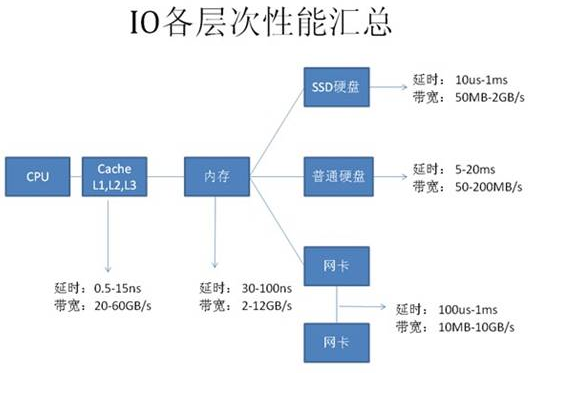 IO各层次性能汇总
SSD硬盘
延时： 10us-1ms
带宽： 50MB-2GB/s
CPU
Cache
L1,L2,L3
内存
普通硬盘
延时： 5-20ms
带宽： 50-200MB/s
网卡
延时： 0.5-15ns
带宽： 20-60GB/s
延时： 30-100ns
带宽： 2-12GB/s
延时： 100us-1ms
带宽： 10MB-10GB/s
网卡